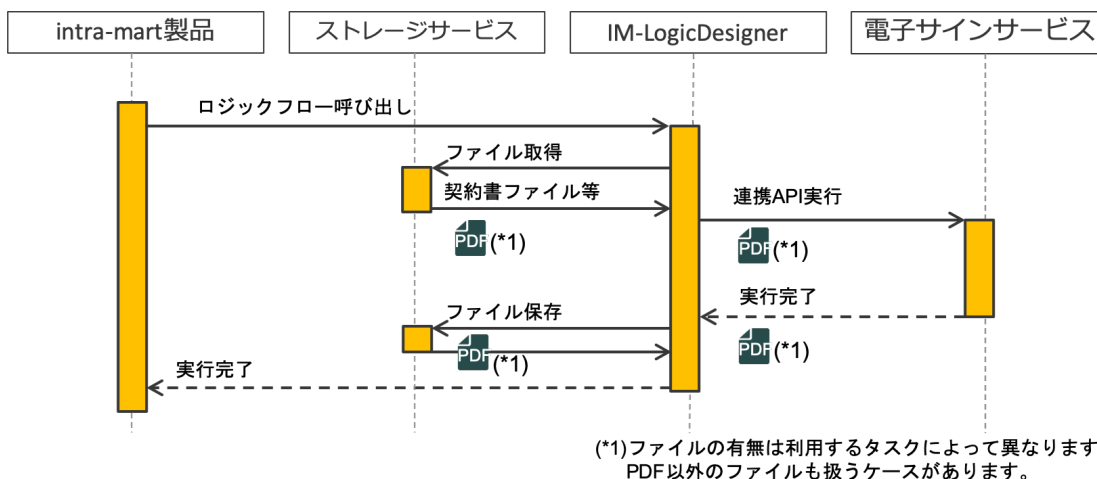 intra-mart製品
ストレージサービス
IM-LogicDesigner
電子サインサービス
ロジックフロー呼び出し
ファイル取得
契約書ファイル等
連携API実行
PDF(*1)
PDF(*1)
実行完了
ファイル保存
PDF(*1)
PDF(*1)
実行完了
(*1)ファイルの有無は利用するタスクによって異なります
PDF以外のファイルも扱うケースがあります。